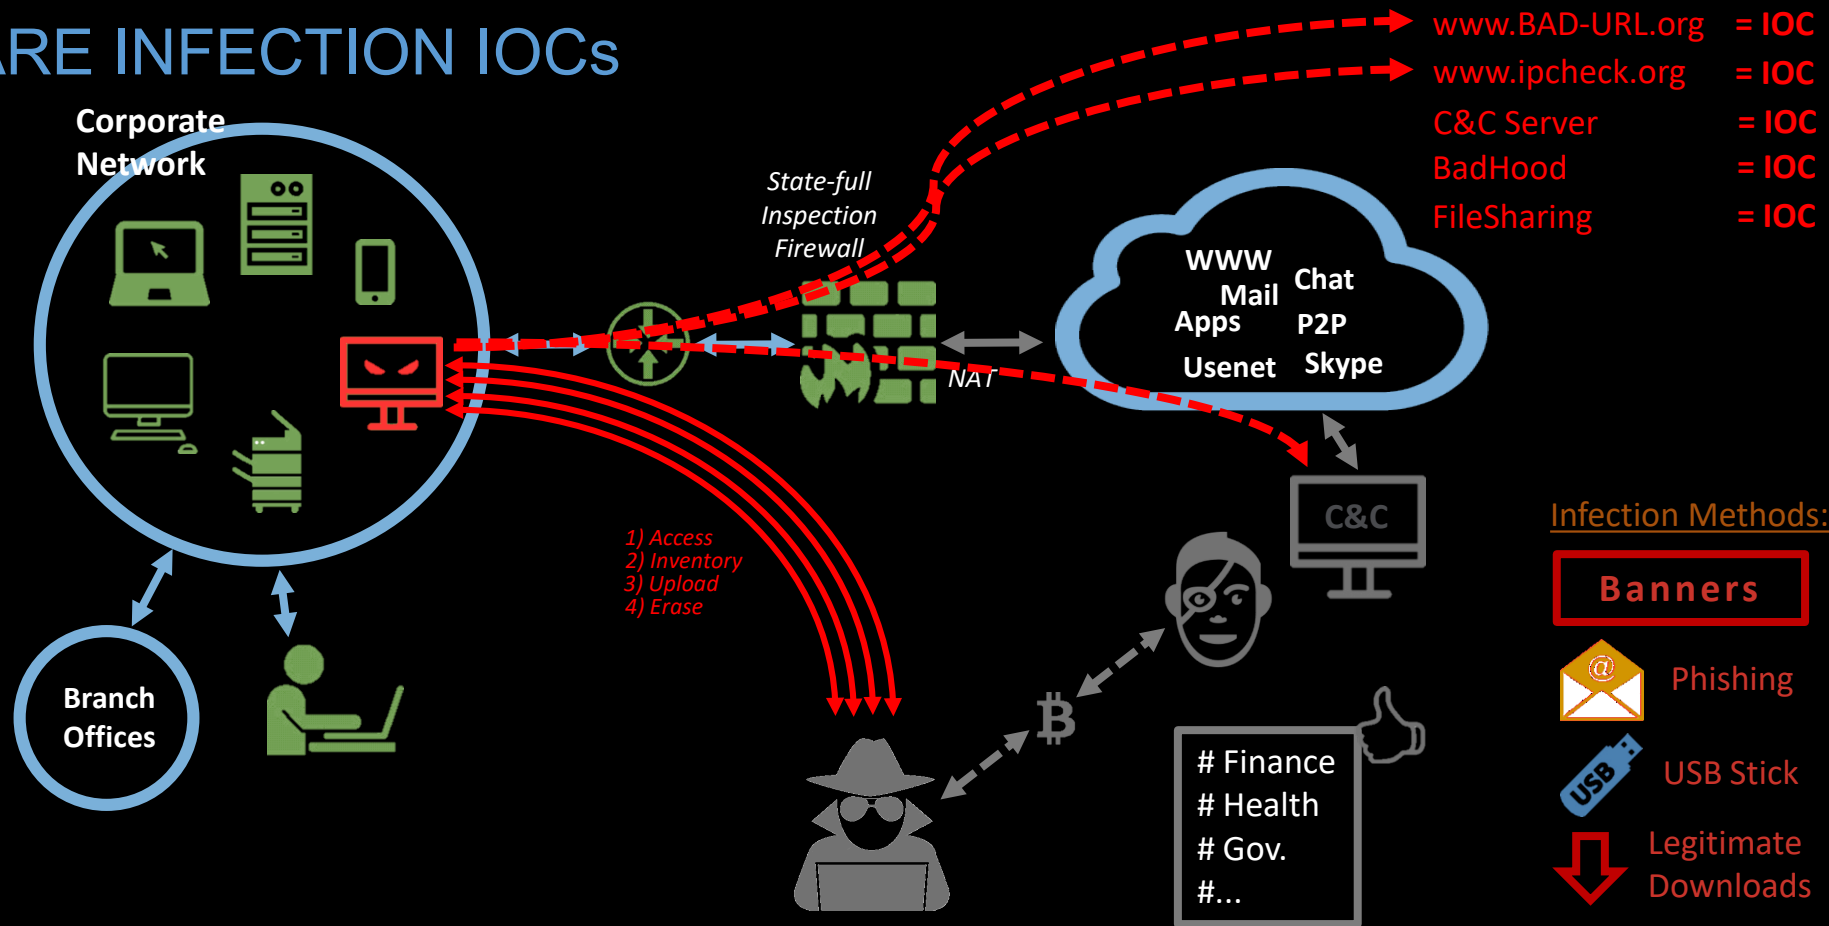 ARE INFECTION IOCs
www.BAD-URL.org = IOC
www.ipcheck.org = IOC
C&C Server = IOC
BadHood = IOC
FileSharing = IOC
Corporate
Network
State-full
Inspection
Firewall
WWW
Chat
Mail
Apps
P2P
Usenet
Skype
NAT
C&C
1) Access
2) Inventory
3) Upload
4) Erase
Branch
Offices
# Finance
# Health
# Gov.
#...
Infection Methods:
Banners
@
Phishing
USB
USB Stick
Legitimate
Downloads